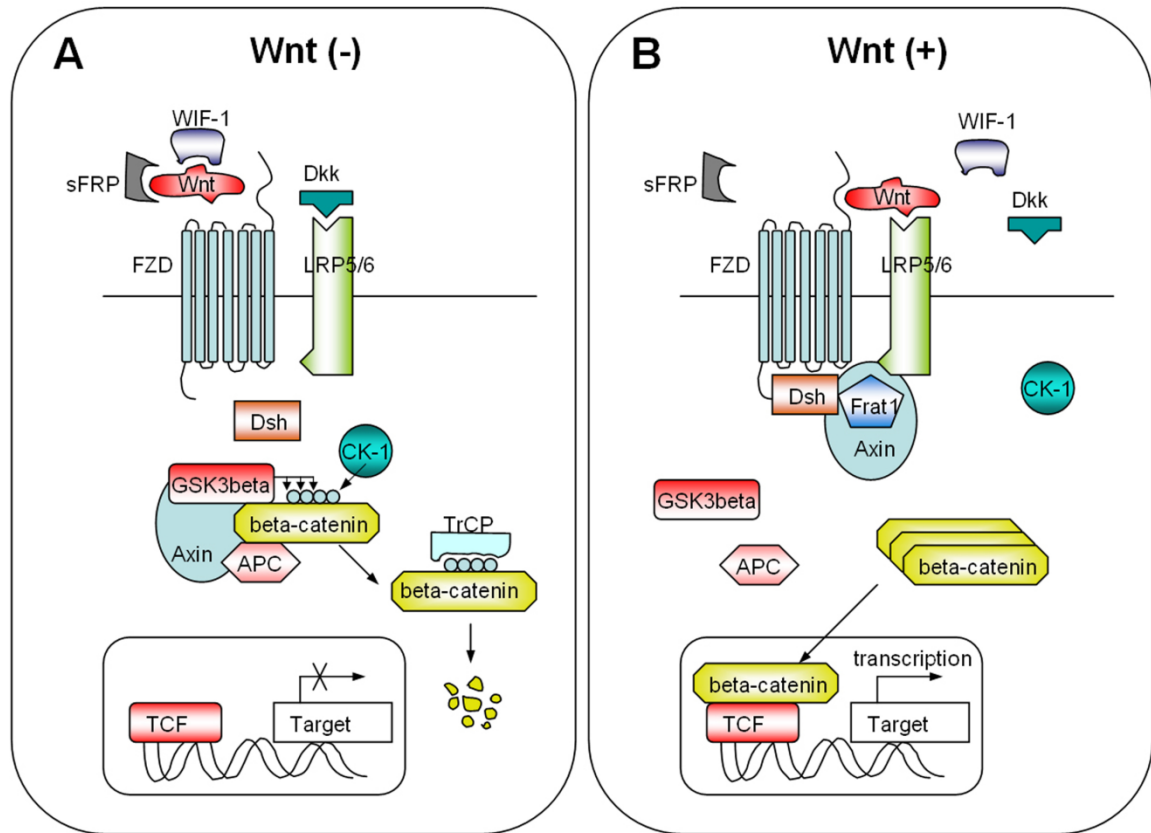 A
Wnt (-)
WIF-1
sFRP
Wnt
Dkk
FZD
LRP5/6
Dsh
CK-1
GSK3beta
beta-catenin
Axin
APC
TrCP
beta-catenin
TCF
Target
B
Wnt (+)
WIF-1
sFRP
Wnt
Dkk
FZD
LRP5/6
Dsh
Frat1
CK-1
Axin
GSK3beta
APC
beta-catenin
transcription
beta-catenin
TCF
Target